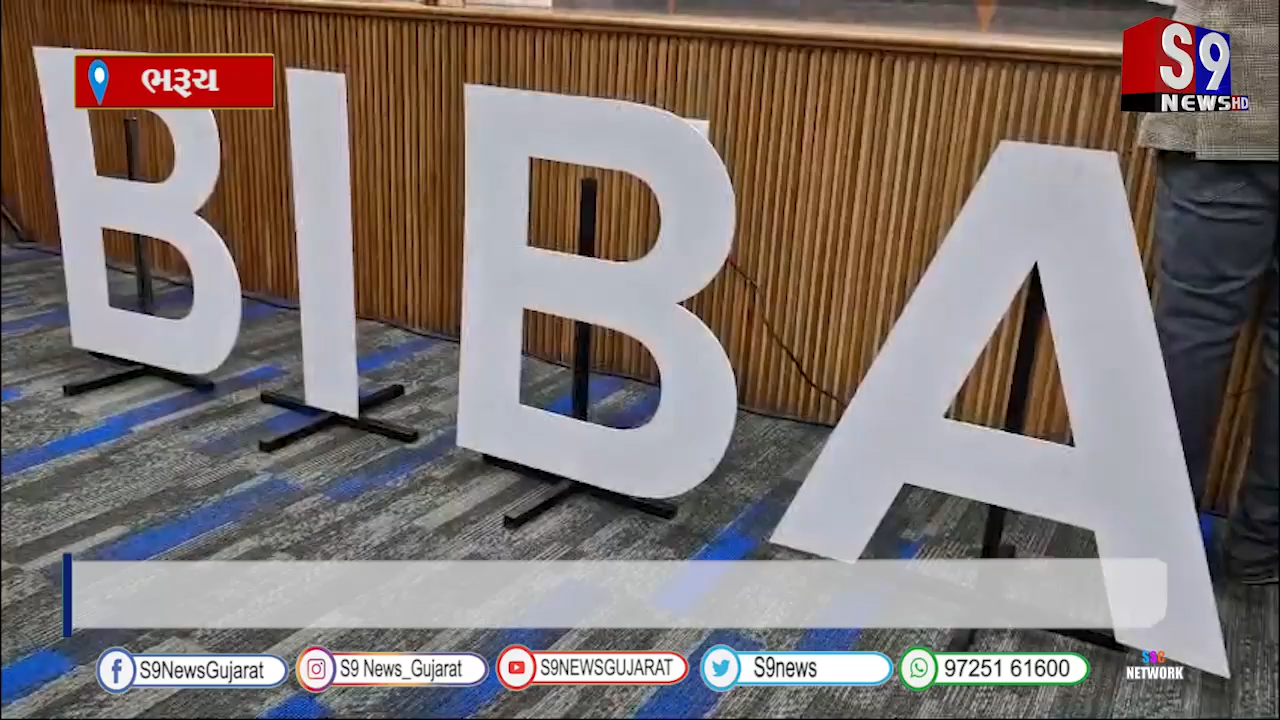 ભરૂચ
S9
NEWS HD
BIBA
S9NewsGujarat
S9 News_Gujarat
S9NEWSGUJARAT
S9news
97251 61600
NETWORK